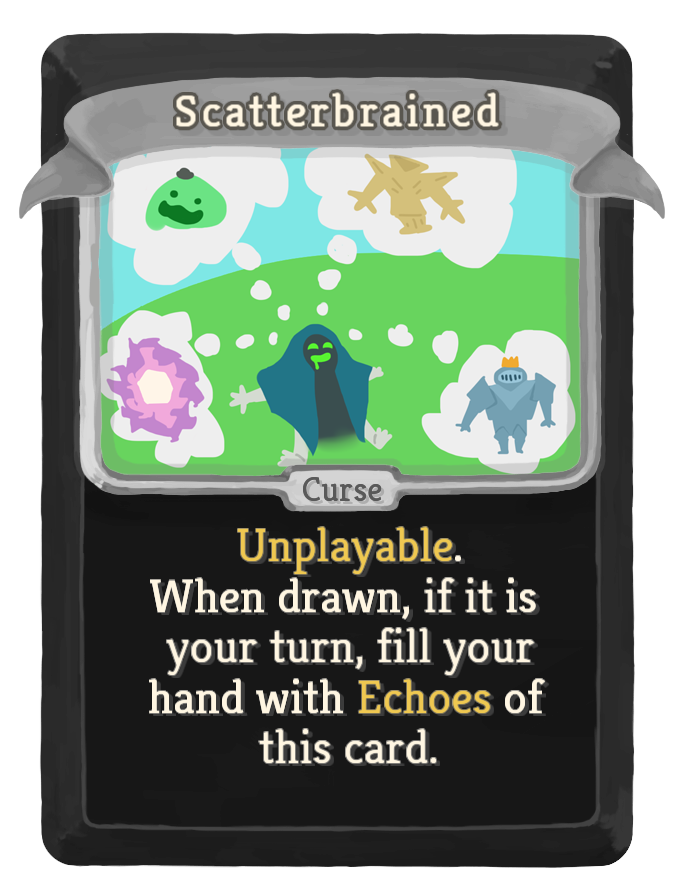 Scatterbrained
Curse
Unplayable.
When drawn, if it is
your turn, fill your
hand with Echoes of
this card.